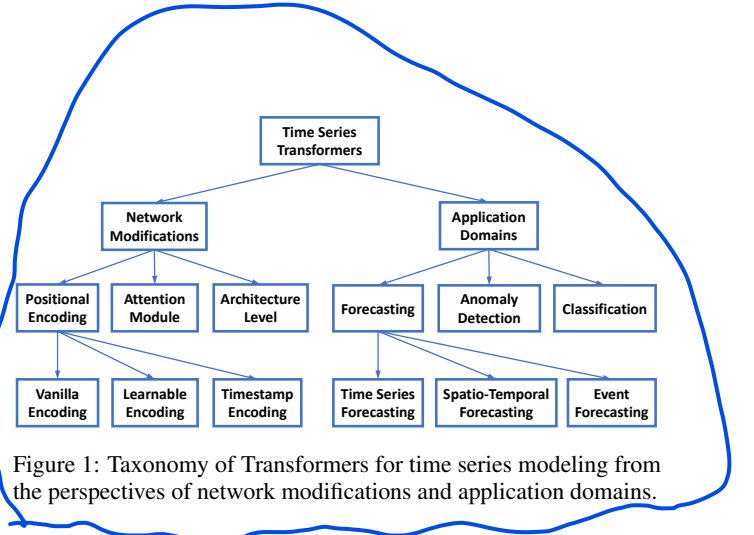 Time Series
Transformers
Network
Modifications
Application
Domains
Positional
Encoding
Attention
Module
Architecture
Level
Forecasting
Anomaly
Detection
Classification
Vanilla
Encoding
Learnable
Encoding
Timestamp
Encoding
Time Series
Forecasting
Spatio-Temporal
Forecasting
Event
Forecasting
Figure 1: Taxonomy of Transformers for time series modeling from
the perspectives of network modifications and application domains.